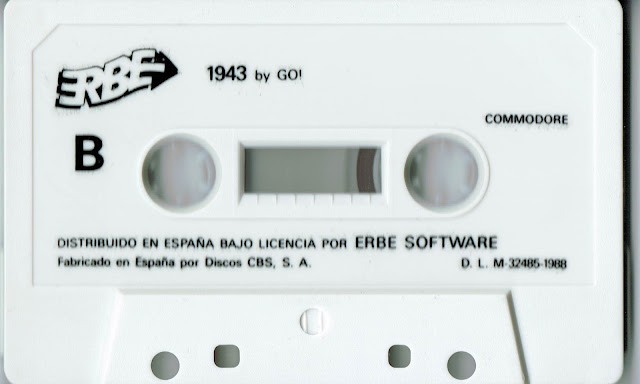 ERBE
1943 by GO!
COMMODORE
B
DISTRIBUIDO EN ESPAÑA BAJO LICENCIA POR ERBE SOFTWARE
Fabricado en España por Discos CBS, S. A.
D. L. M-32485-1988